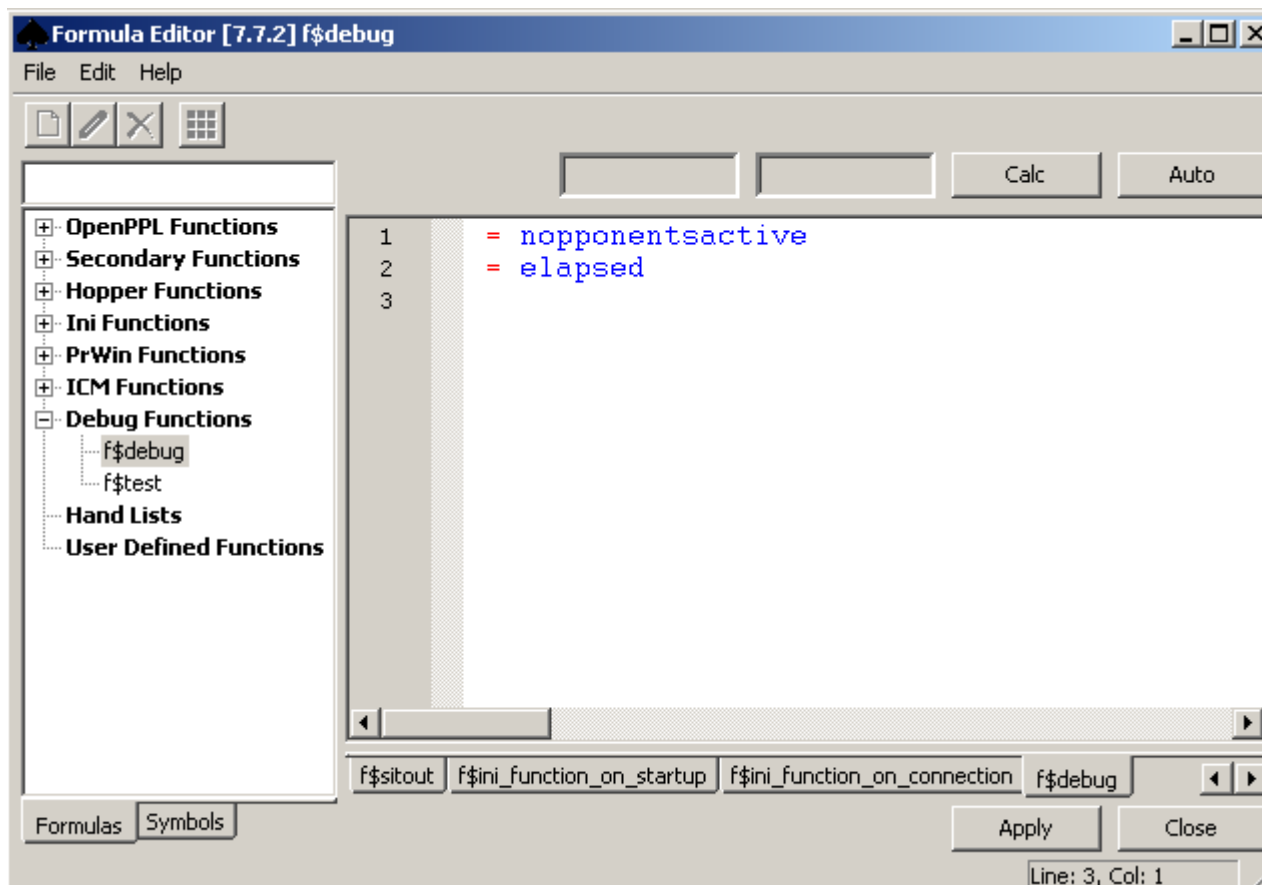 Formula Editor [7.7.2] f$debug
File Edit Help
Calc Auto
OpenPPL Functions
Secondary Functions
Hopper Functions
Ini Functions
PrWin Functions
ICM Functions
Debug Functions
f$debug
f$test
Hand Lists
User Defined Functions
1 = nopponentsactive
2 = elapsed
3
f$sitout f$ini_function_on_startup f$ini_function_on_connection f$debug
Formulas Symbols
Apply Close
Line: 3, Col: 1